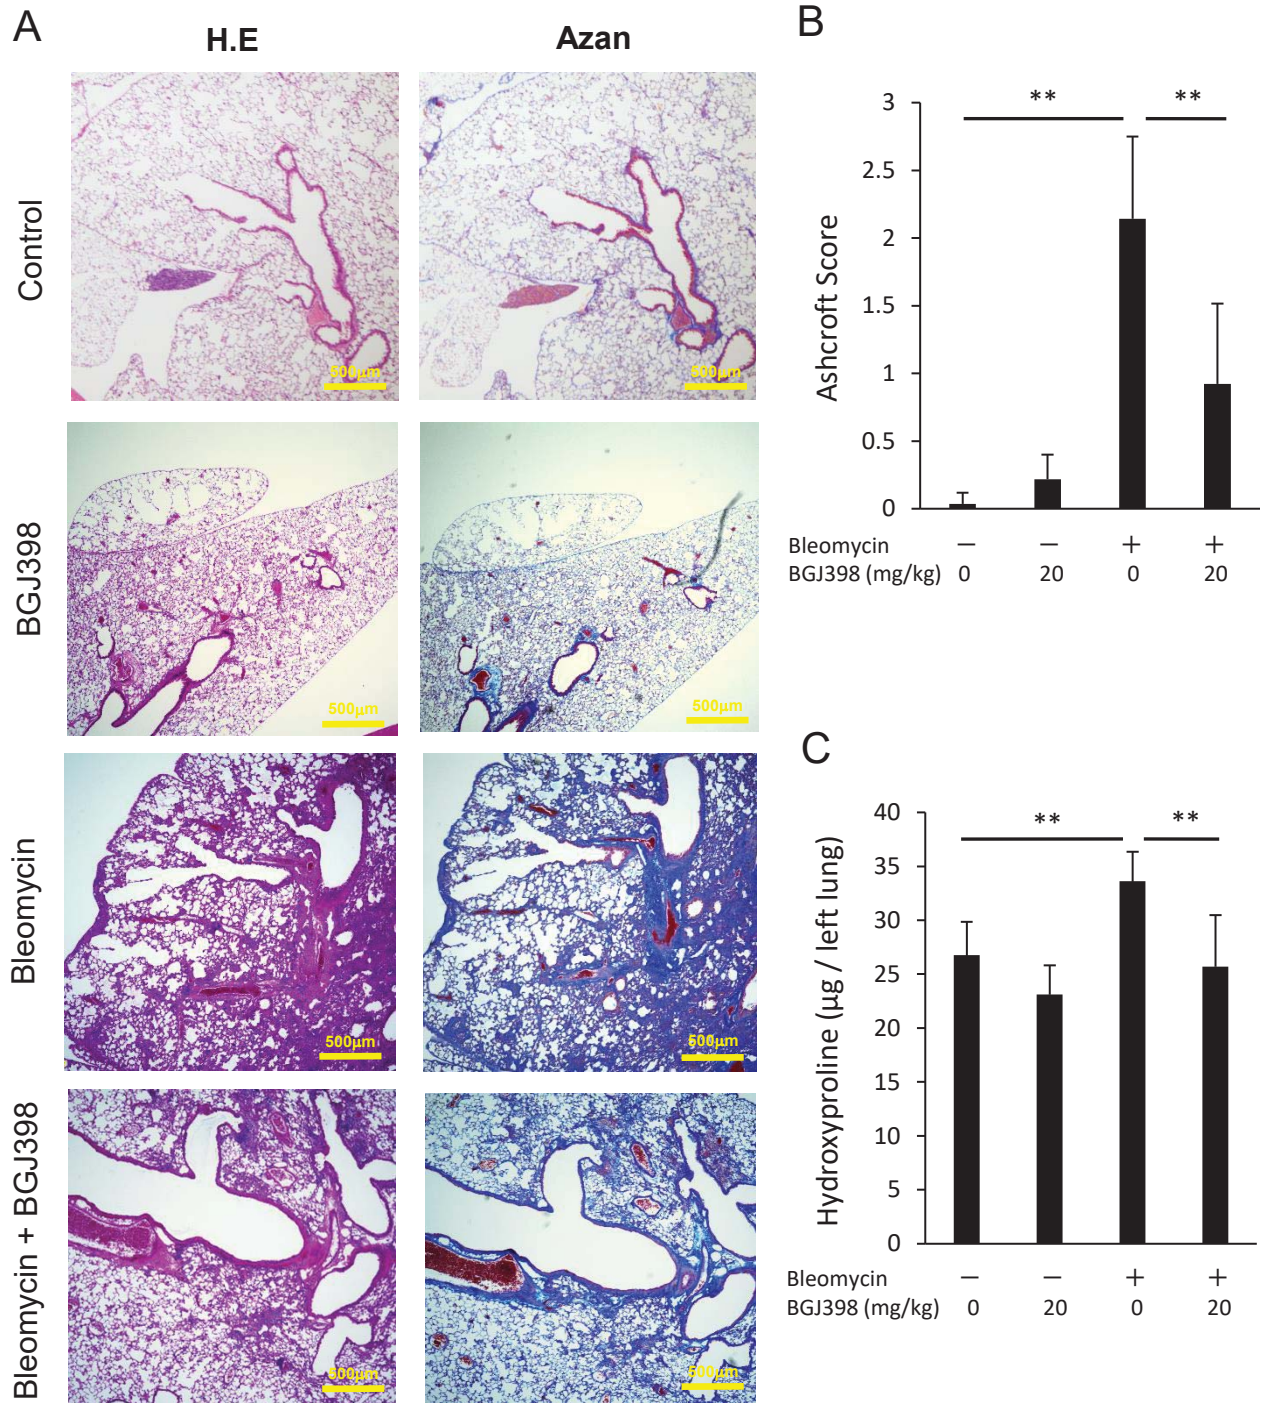 A
H.E
Azan
Control
500μm
500μm
BGJ398
500μm
500μm
Bleomycin
500μm
500μm
Bleomycin + BGJ398
500μm
500μm
B
Ashcroft Score
3
2.5
2
1.5
1
0.5
0
** **
Bleomycin − − + +
BGJ398 (mg/kg) 0 20 0 20
C
Hydroxyproline (μg / left lung)
40
35
30
25
20
15
10
5
0
** **
Bleomycin − − + +
BGJ398 (mg/kg) 0 20 0 20